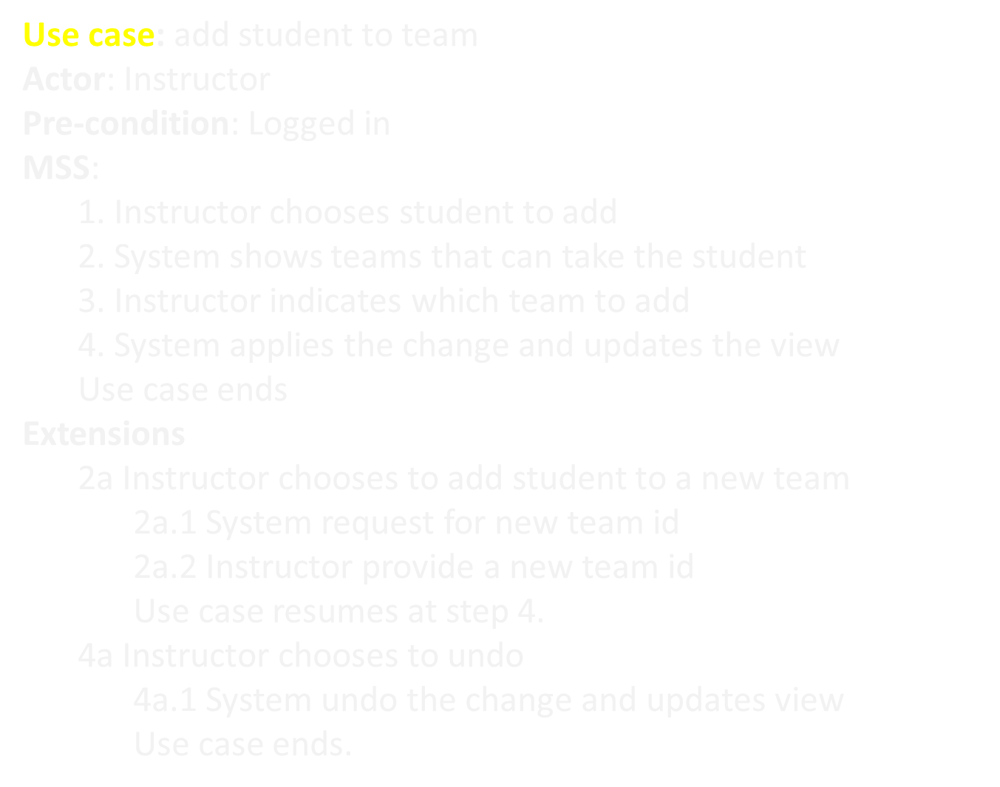 Use case: add student to team
Actor: Instructor
Pre-condition: Logged in
MSS:
1. Instructor chooses student to add
2. System shows teams that can take the student
3. Instructor indicates which team to add
4. System applies the change and updates the view
Use case ends
Extensions
2a Instructor chooses to add student to a new team
2a.1 System request for new team id
2a.2 Instructor provide a new team id
Use case resumes at step 4.
4a Instructor chooses to undo
4a.1 System undo the change and updates view
Use case ends.